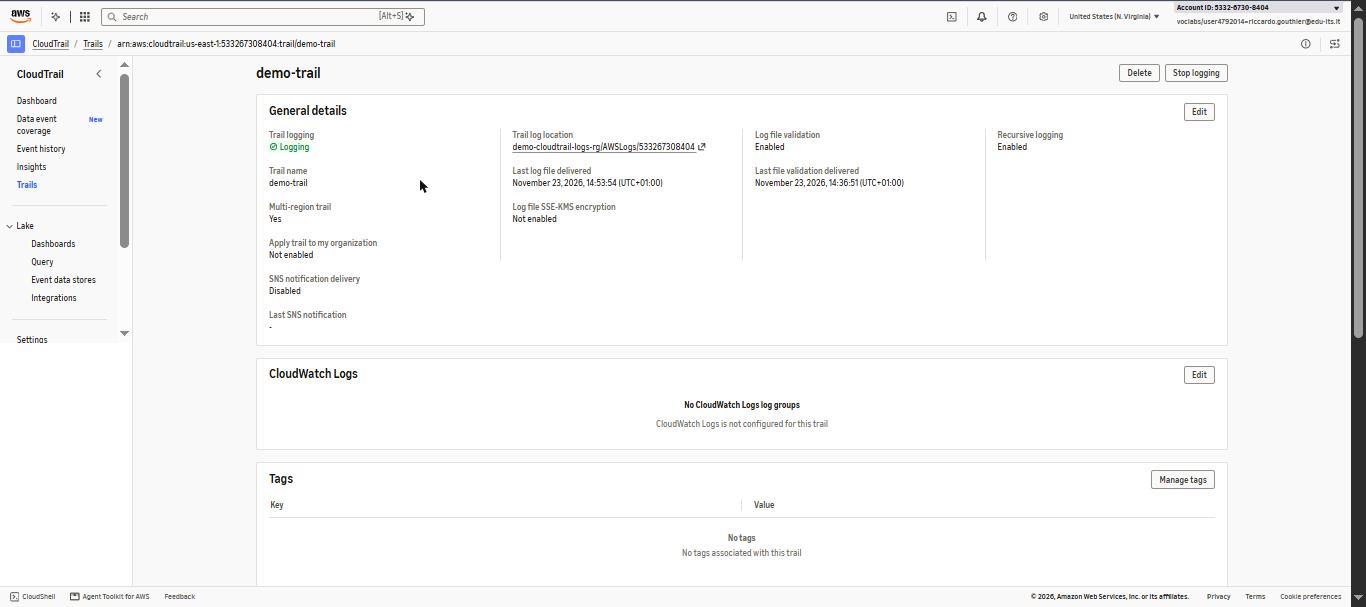 aws
Search
[Alt+S]
United States (N. Virginia)
Account ID: 5332-6730-8404
voclabs/user4792014=riccardo.gouthier@edu-its.it
CloudTrail / Trails / arn:aws:cloudtrail:us-east-1:533267308404:trail/demo-trail
CloudTrail
Dashboard
Data event
coverage
New
Event history
Insights
Trails
Lake
Dashboards
Query
Event data stores
Integrations
Settings
demo-trail
Delete
Stop logging
General details
Edit
Trail logging
Logging
Trail name
demo-trail
Multi-region trail
Yes
Apply trail to my organization
Not enabled
SNS notification delivery
Disabled
Last SNS notification
-
Trail log location
demo-cloudtrail-logs-rg/AWSLogs/533267308404
Last log file delivered
November 23, 2026, 14:53:54 (UTC+01:00)
Log file SSE-KMS encryption
Not enabled
Log file validation
Enabled
Last file validation delivered
November 23, 2026, 14:36:51 (UTC+01:00)
Recursive logging
Enabled
CloudWatch Logs
Edit
No CloudWatch Logs log groups
CloudWatch Logs is not configured for this trail
Tags
Manage tags
Key
Value
No tags
No tags associated with this trail
CloudShell
Agent Toolkit for AWS
Feedback
© 2026, Amazon Web Services, Inc. or its affiliates.
Privacy
Terms
Cookie preferences